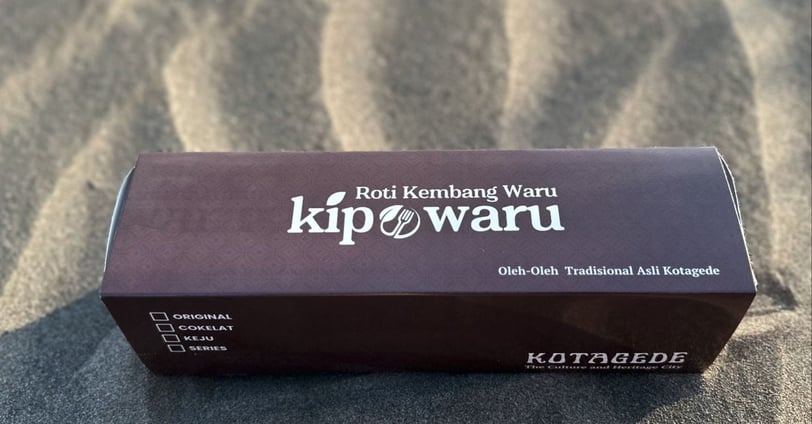 Roti Kembang Waru
kipowaru
Oleh-Oleh Tradisional Asli Kotagede
ORIGINAL
COKELAT
KEJU
SERIES
KOTAGEDE
The Culture and Heritage City